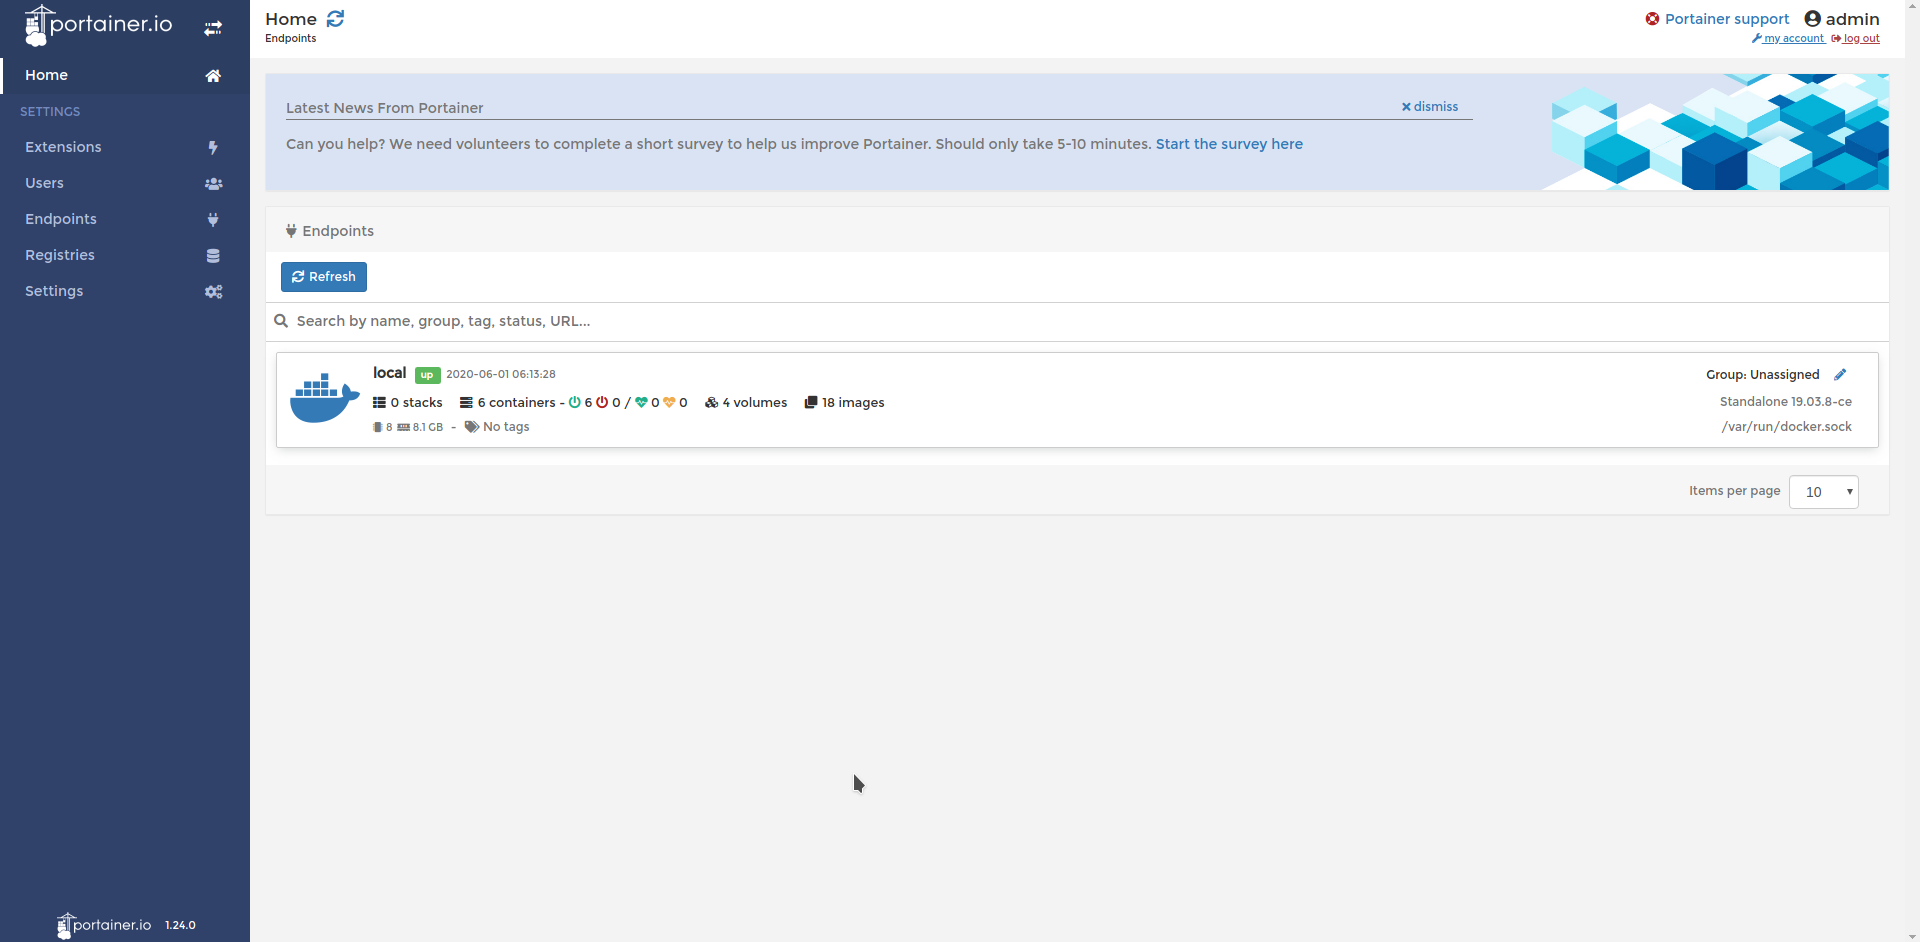 portainer.io
Home
SETTINGS
Extensions
Users
Endpoints
Registries
Settings
portainer.io 1.24.0
Home
Endpoints
Portainer support admin
my account log out
Latest News From Portainer
dismiss
Can you help? We need volunteers to complete a short survey to help us improve Portainer. Should only take 5-10 minutes. Start the survey here
Endpoints
Refresh
Search by name, group, tag, status, URL...
local up 2020-06-01 06:13:28
Group: Unassigned
0 stacks 6 containers - 6 0 / 0 0 4 volumes 18 images
Standalone 19.03.8-ce
8 8.1 GB - No tags
/var/run/docker.sock
Items per page 10